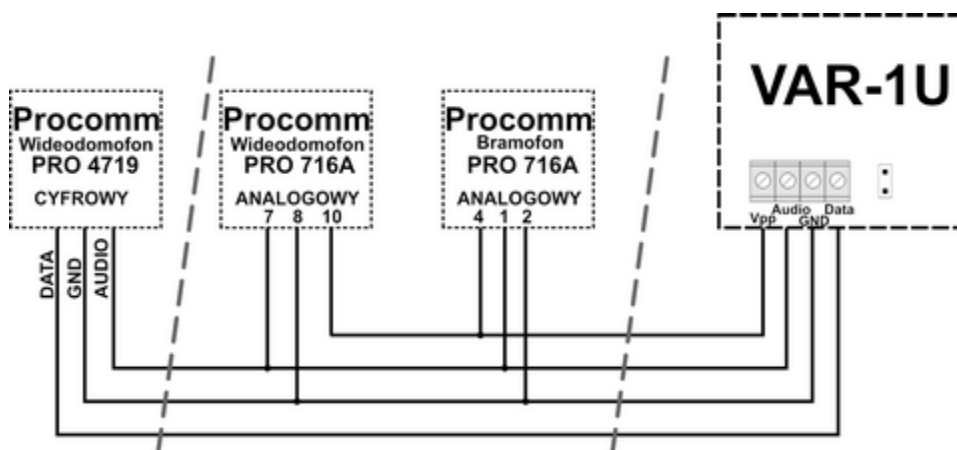 Procomm
Wideodomofon
PRO 4719
CYFROWY
DATA
GND
AUDIO
Procomm
Wideodomofon
PRO 716A
ANALOGOWY
7 8 10
Procomm
Bramofon
PRO 716A
ANALOGOWY
4 1 2
VAR-1U
Vpp Audio GND Data